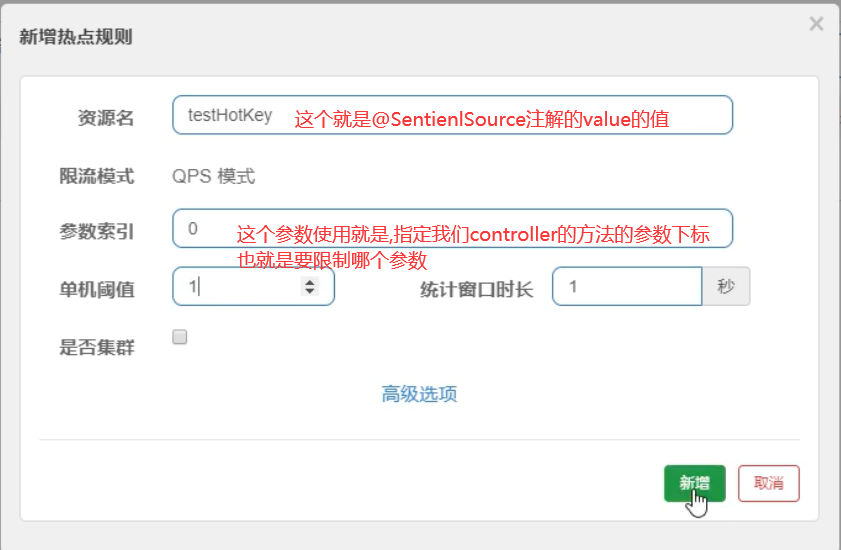 新增热点规则 ×
资源名 testHotKey 这个就是@SentienlSource注解的value的值
限流模式 QPS 模式
参数索引 0 这个参数使用就是,指定我们controller的方法的参数下标
也就是要限制哪个参数
单机阈值 1 统计窗口时长 1 秒
是否集群
高级选项
新增 取消